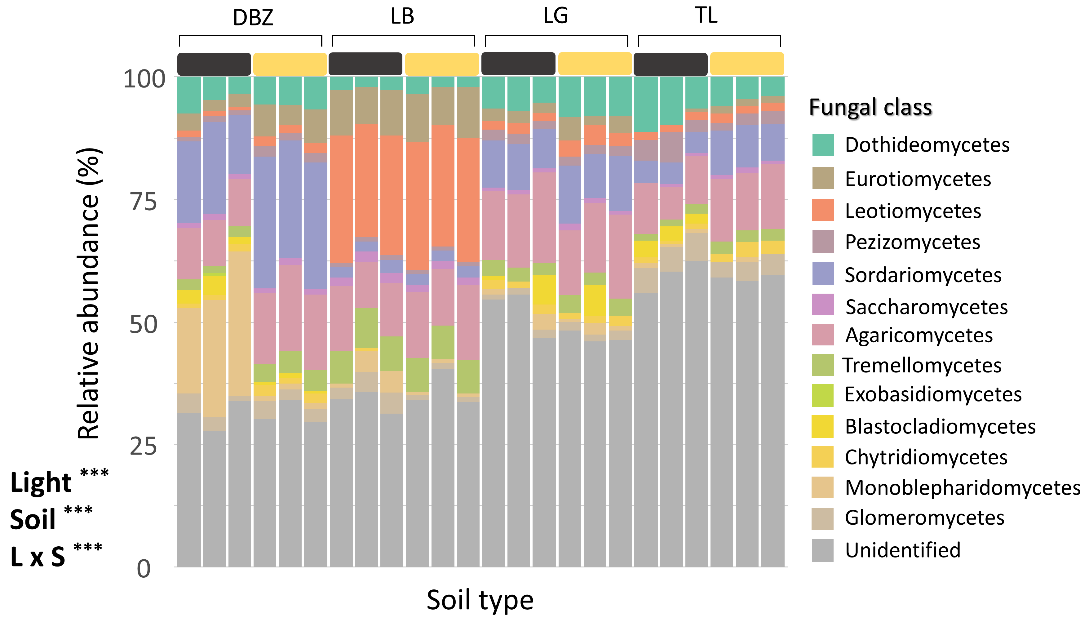 DBZ LB LG TL
100
75
50
25
0
Relative abundance (%)
Light ***
Soil ***
L x S ***
Soil type
Fungal class
Dothideomycetes
Eurotiomycetes
Leotiomycetes
Pezizomycetes
Sordariomycetes
Saccharomycetes
Agaricomycetes
Tremellomycetes
Exobasidiomycetes
Blastocladiomycetes
Chytridiomycetes
Monoblepharidomycetes
Glomeromycetes
Unidentified